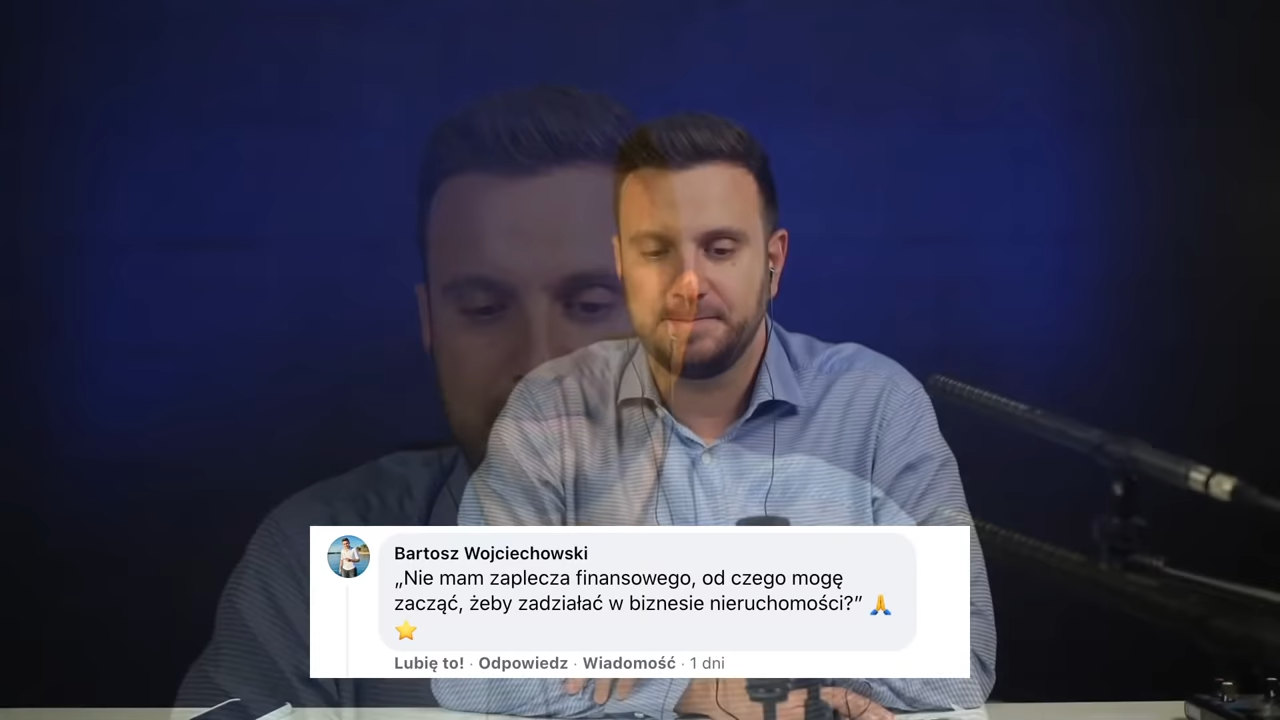 Bartosz Wojciechowski
„Nie mam zaplecza finansowego, od czego mogę
zacząć, żeby zadziałać w biznesie nieruchomości?” 🙏
⭐
Lubię to! · Odpowiedz · Wiadomość · 1 dni